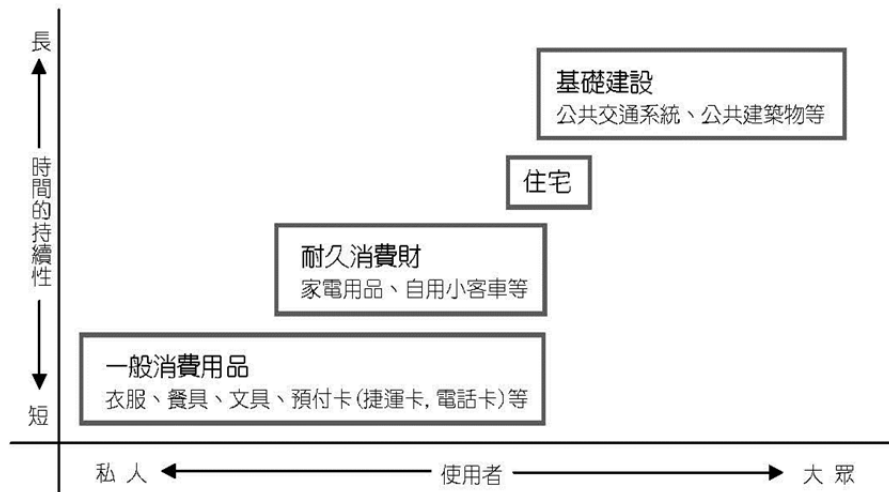 長
時間的持續性
短
基礎建設
公共交通系統、公共建築物等
住宅
耐久消費財
家電用品、自用小客車等
一般消費用品
衣服、餐具、文具、預付卡(捷運卡,電話卡)等
私人
使用者
大眾